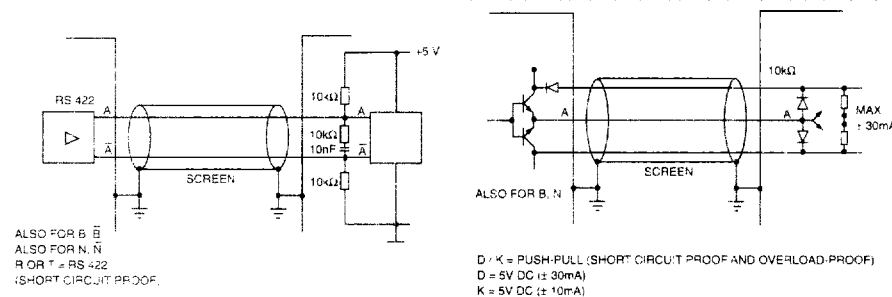 +5 V
RS 422
A
10kΩ
A
10kΩ
10nF
Ā
Ā
10kΩ
SCREEN
ALSO FOR B, B̄
ALSO FOR N, N̄
R OR T = RS 422
(SHORT CIRCUIT PROOF)
10kΩ
A
A
MAX
± 30mA
SCREEN
ALSO FOR B, N
D / K = PUSH-PULL (SHORT CIRCUIT PROOF AND OVERLOAD-PROOF)
D = 5V DC (± 30mA)
K = 5V DC (± 10mA)